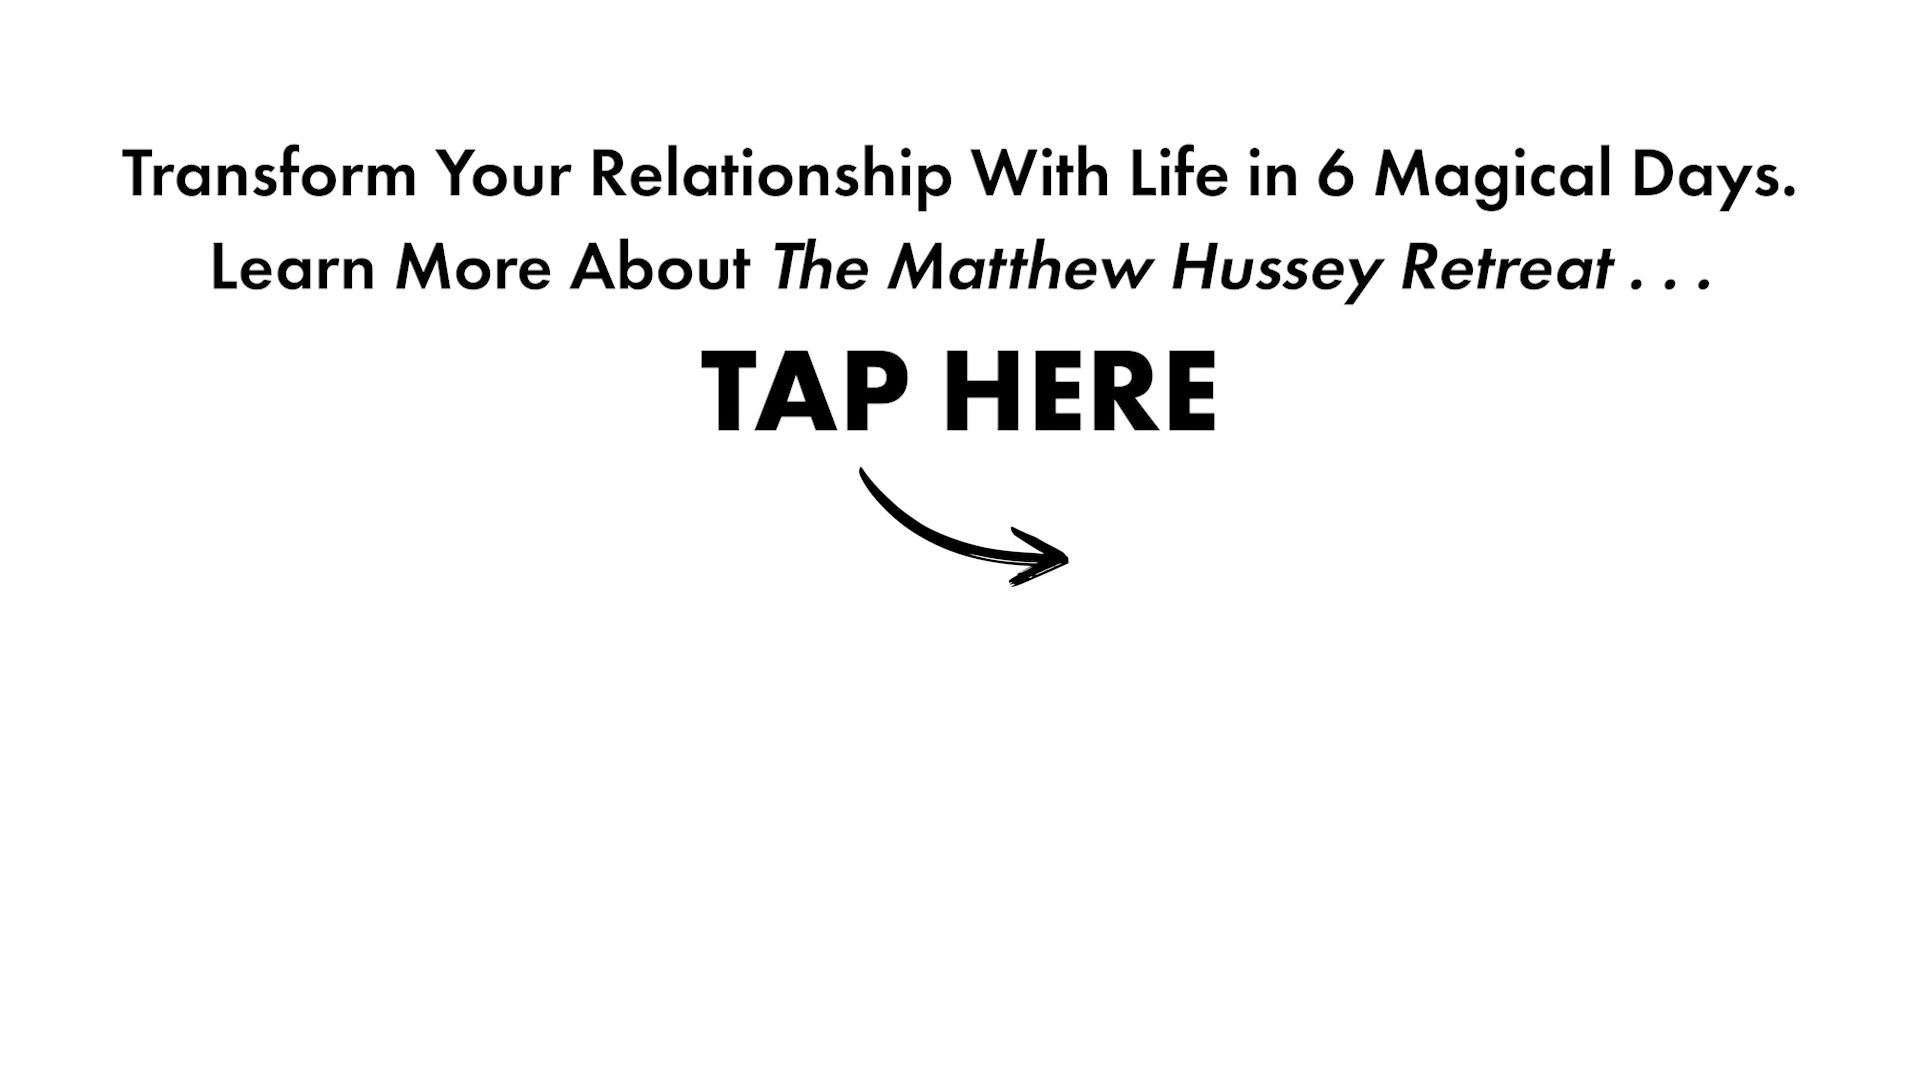 Transform Your Relationship With Life in 6 Magical Days.
Learn More About The Matthew Hussey Retreat . . .
TAP HERE